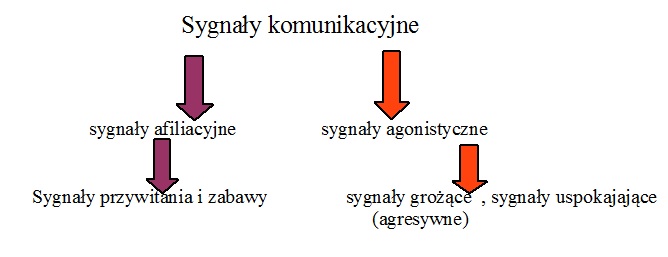 Sygnały komunikacyjne
sygnały afiliacyjne
sygnały agonistyczne
Sygnały przywitania i zabawy
sygnały grożące , sygnały uspokajające
(agresywne)